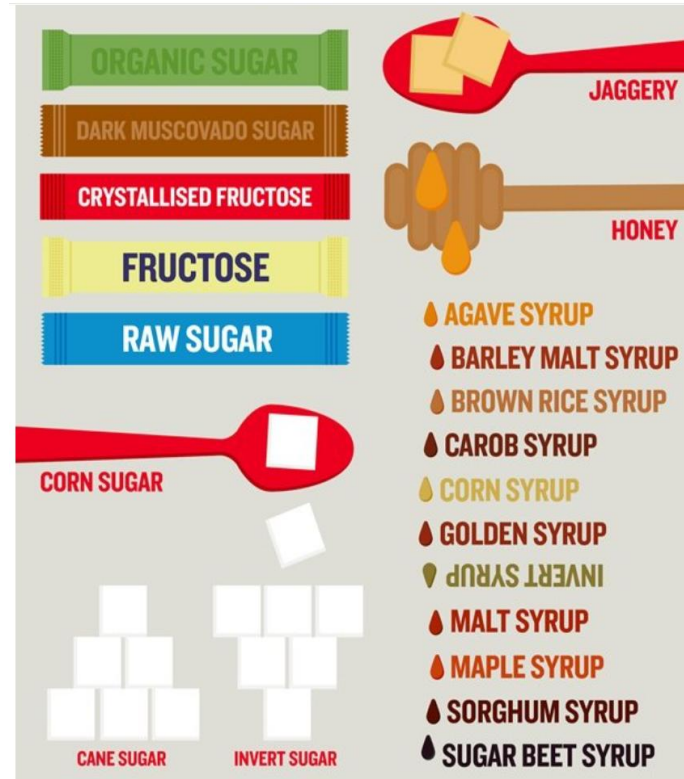 ORGANIC SUGAR
DARK MUSCOVADO SUGAR
CRYSTALLISED FRUCTOSE
FRUCTOSE
RAW SUGAR
CORN SUGAR
CANE SUGAR
INVERT SUGAR
JAGGERY
HONEY
AGAVE SYRUP
BARLEY MALT SYRUP
BROWN RICE SYRUP
CAROB SYRUP
CORN SYRUP
GOLDEN SYRUP
INVERT SYRUP
MALT SYRUP
MAPLE SYRUP
SORGHUM SYRUP
SUGAR BEET SYRUP